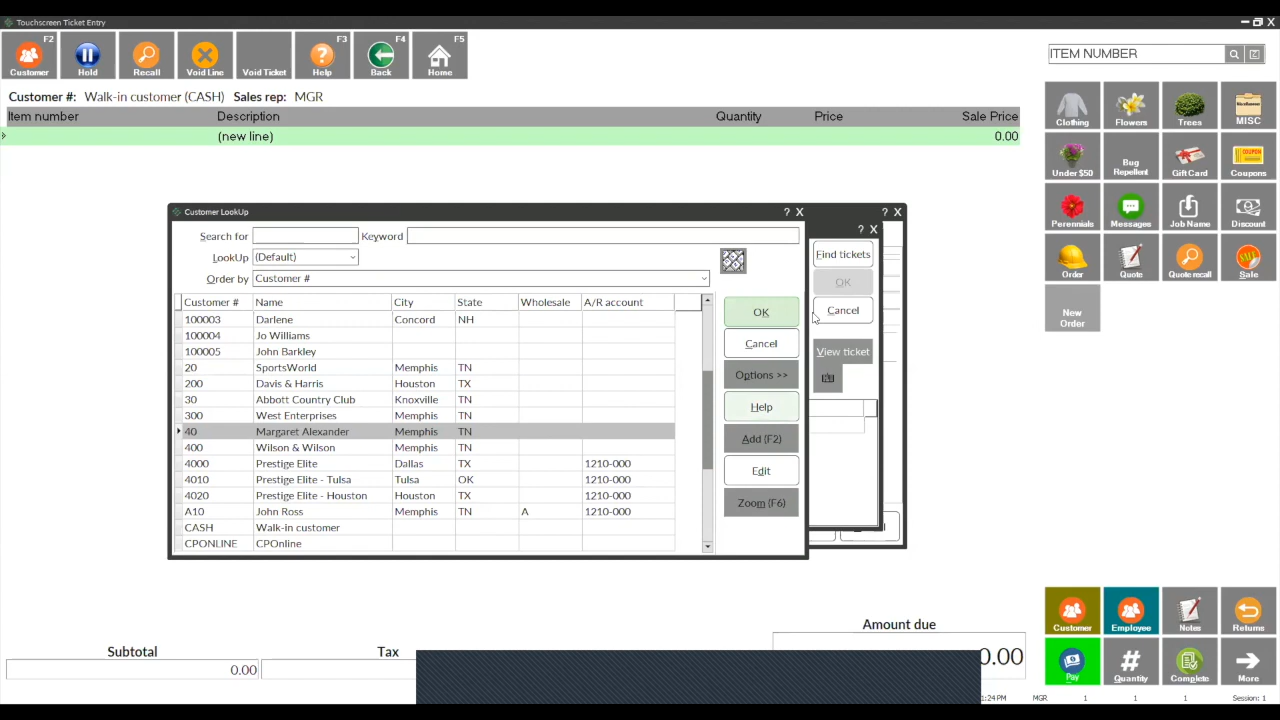 Touchscreen Ticket Entry
F2 F3 F4 F5
Customer Hold Recall Void Line Void Ticket Help Back Home
ITEM NUMBER
Customer #: Walk-in customer (CASH) Sales rep: MGR
Item number Description Quantity Price Sale Price
(new line) 0.00
Clothing Flowers Trees MISC
Under $50 Bug Repellent Gift Card Coupons
Perennials Messages Job Name Discount
Order Quote Quote recall Sale
New Order
Customer LookUp
Search for Keyword
LookUp (Default)
Order by Customer #
Customer # Name City State Wholesale A/R account
100003 Darlene Concord NH
100004 Jo Williams
100005 John Barkley
20 SportsWorld Memphis TN
200 Davis & Harris Houston TX
30 Abbott Country Club Knoxville TN
300 West Enterprises Memphis TN
40 Margaret Alexander Memphis TN
400 Wilson & Wilson Memphis TN
4000 Prestige Elite Dallas TX 1210-000
4010 Prestige Elite - Tulsa Tulsa OK 1210-000
4020 Prestige Elite - Houston Houston TX 1210-000
A10 John Ross Memphis TN A 1210-000
CASH Walk-in customer
CPONLINE CPOnline
OK
Cancel
Options >>
Help
Add (F2)
Edit
Zoom (F6)
Find tickets
OK
Cancel
View ticket
Subtotal Tax Amount due
0.00 0.00
Customer Employee Notes Returns
Pay Quantity Complete More
1:24 PM MGR 1 1 1 Session: 1